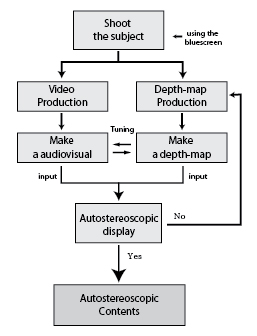 Shoot
the subject
using the
bluescreen
Video
Production
Depth-map
Production
Make
a audiovisual
Tuning
Make
a depth-map
input
input
Autostereoscopic
display
No
Yes
Autostereoscopic
Contents